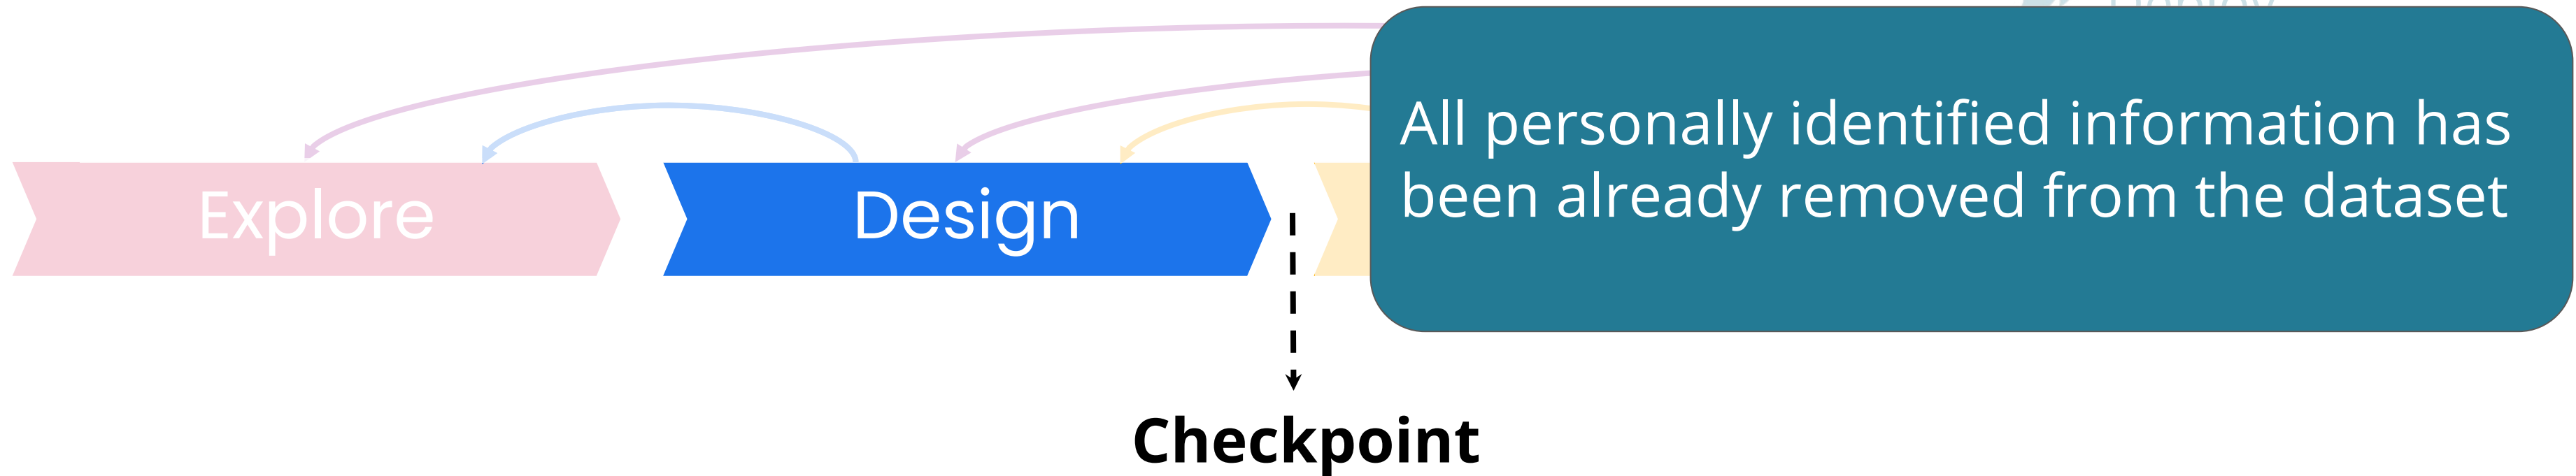 All personally identified information has
been already removed from the dataset
Explore
Design
Checkpoint